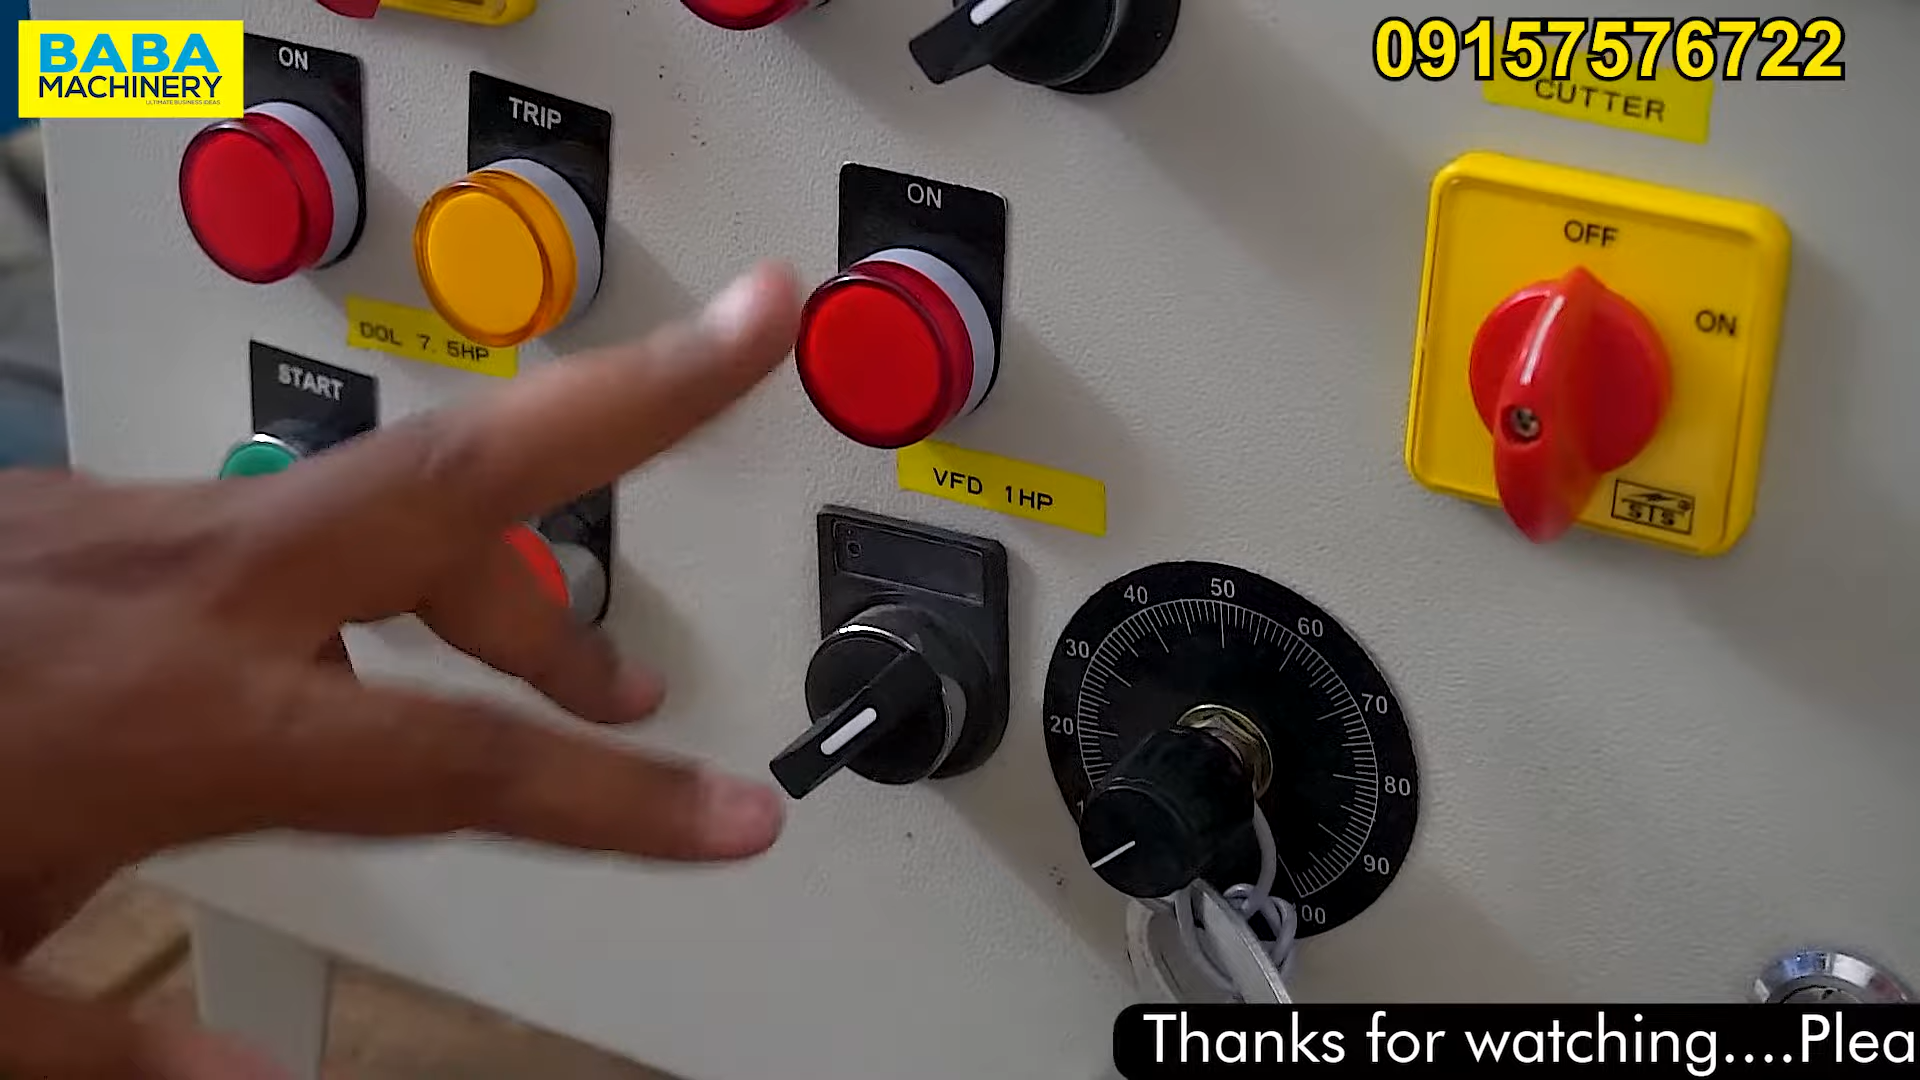 BABA
MACHINERY
ULTIMATE BUSINESS IDEAS
09157576722
CUTTER
ON
TRIP
ON
OFF
ON
DOL 7.5HP
START
VFD 1HP
STS
20
30
40
50
60
70
80
90
Thanks for watching....Plea